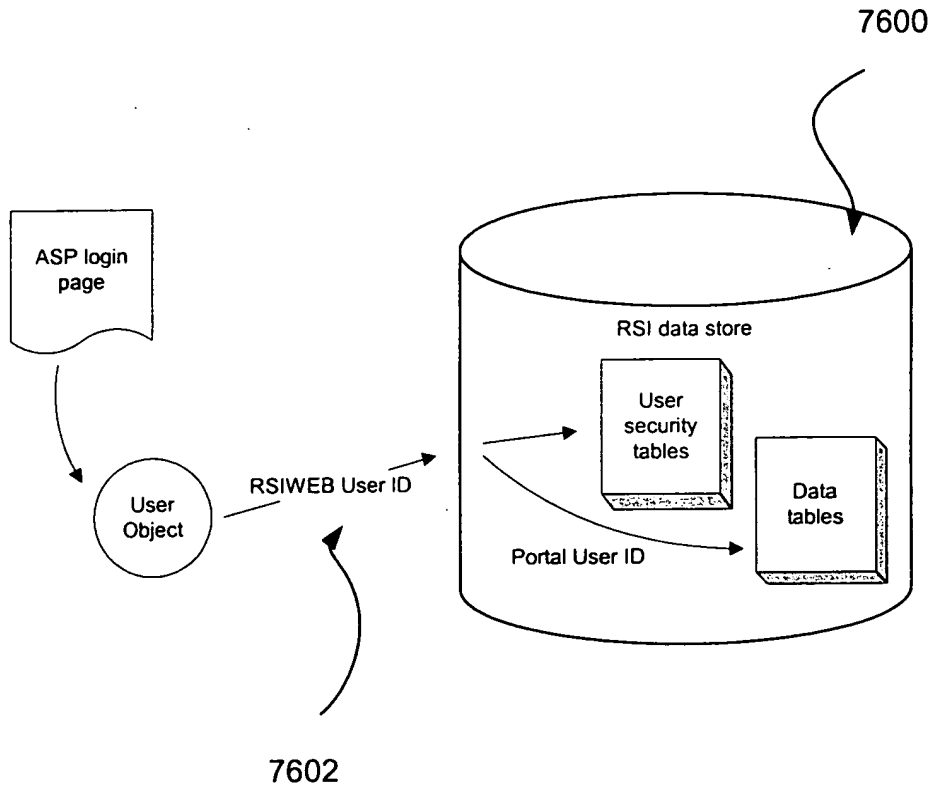 7600
ASP login
page
RSI data store
User
security
tables
RSIWEB User ID
User
Object
Data
tables
Portal User ID
7602